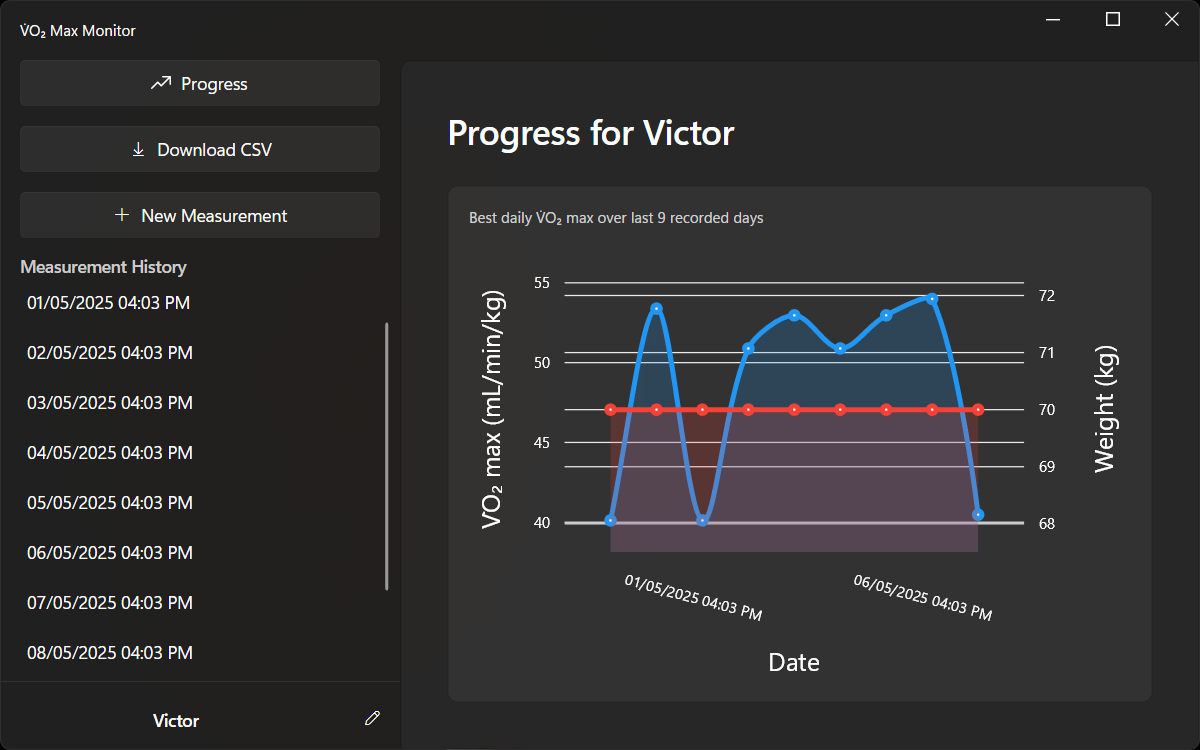 V̇O₂ Max Monitor
Progress
Download CSV
New Measurement
Measurement History
01/05/2025 04:03 PM
02/05/2025 04:03 PM
03/05/2025 04:03 PM
04/05/2025 04:03 PM
05/05/2025 04:03 PM
06/05/2025 04:03 PM
07/05/2025 04:03 PM
08/05/2025 04:03 PM
Victor
Progress for Victor
Best daily V̇O₂ max over last 9 recorded days
V̇O₂ max (mL/min/kg)
55
50
45
40
72
71
70
69
68
Weight (kg)
01/05/2025 04:03 PM
06/05/2025 04:03 PM
Date